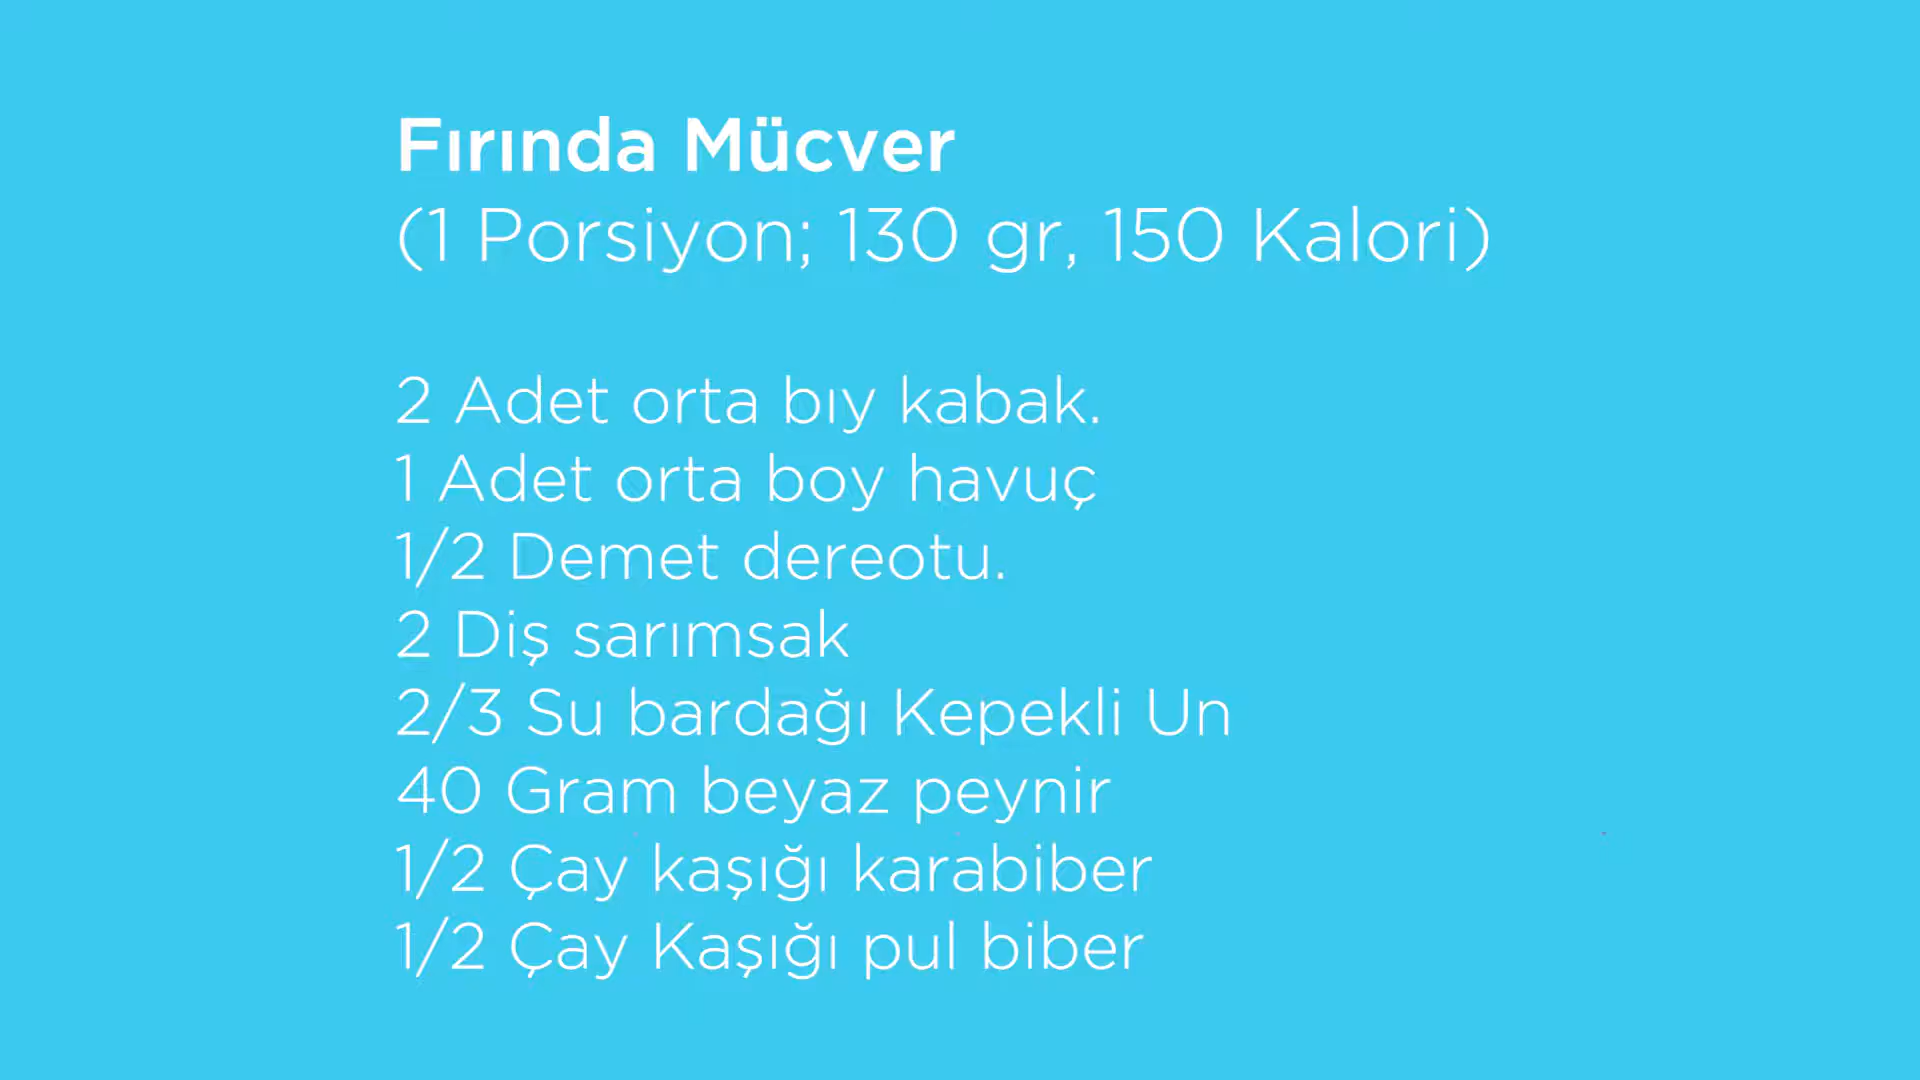 Fırında Mücver
(1 Porsiyon; 130 gr, 150 Kalori)
2 Adet orta bıy kabak.
1 Adet orta boy havuç
1/2 Demet dereotu.
2 Diş sarımsak
2/3 Su bardağı Kepekli Un
40 Gram beyaz peynir
1/2 Çay kaşığı karabiber
1/2 Çay Kaşığı pul biber